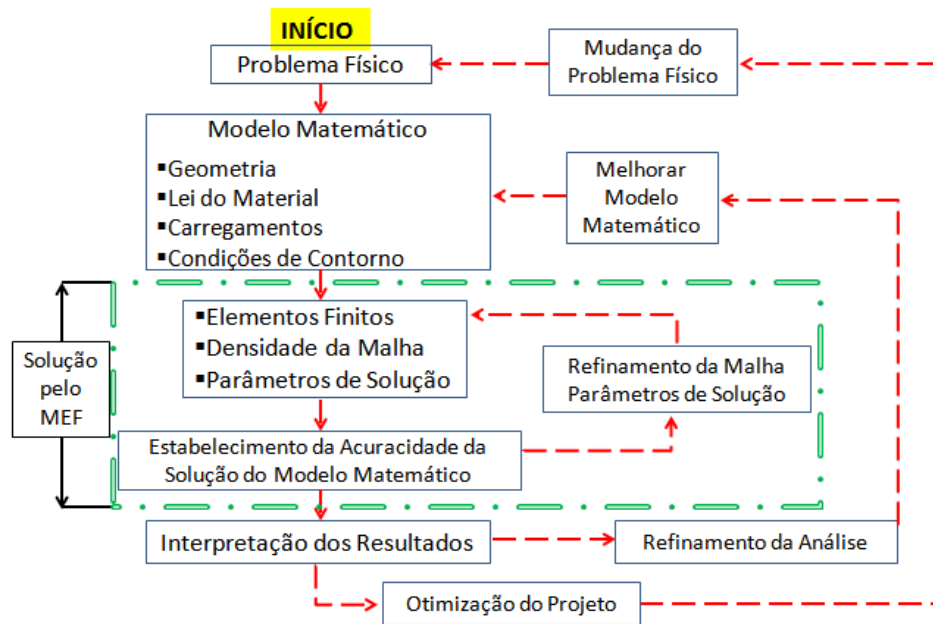 INÍCIO
Problema Físico
Mudança do
Problema Físico
Modelo Matemático
▪Geometria
▪Lei do Material
▪Carregamentos
▪Condições de Contorno
Melhorar
Modelo
Matemático
Solução
pelo
MEF
▪Elementos Finitos
▪Densidade da Malha
▪Parâmetros de Solução
Refinamento da Malha
Parâmetros de Solução
Estabelecimento da Acuracidade da
Solução do Modelo Matemático
Interpretação dos Resultados
Refinamento da Análise
Otimização do Projeto